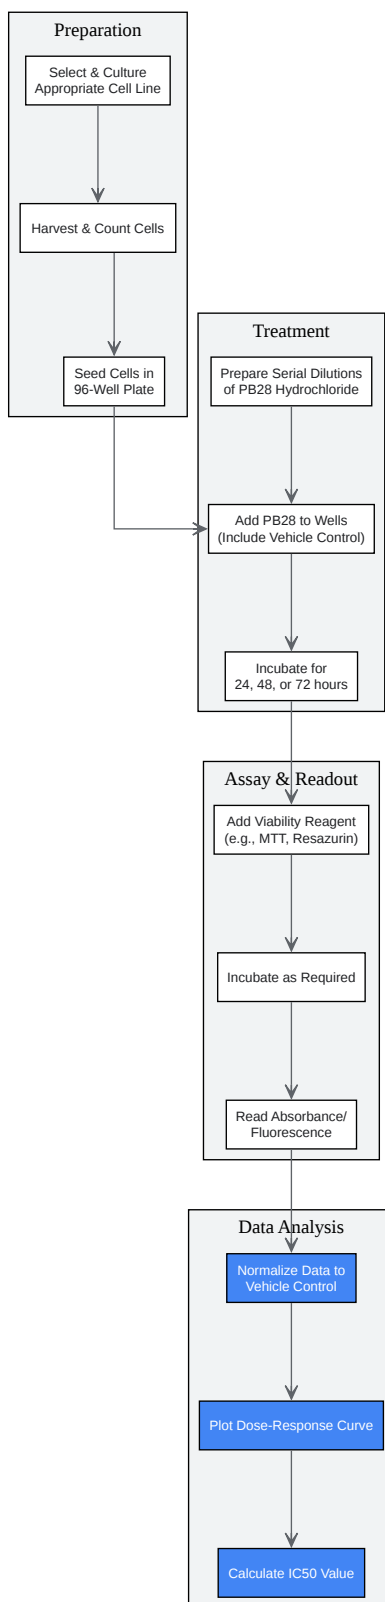 Preparation
Select & Culture
Appropriate Cell Line
Harvest & Count Cells
Seed Cells in
96-Well Plate
Treatment
Prepare Serial Dilutions
of PB28 Hydrochloride
Add PB28 to Wells
(Include Vehicle Control)
Incubate for
24, 48, or 72 hours
Assay & Readout
Add Viability Reagent
(e.g., MTT, Resazurin)
Incubate as Required
Read Absorbance/
Fluorescence
Data Analysis
Normalize Data to
Vehicle Control
Plot Dose-Response Curve
Calculate IC50 Value